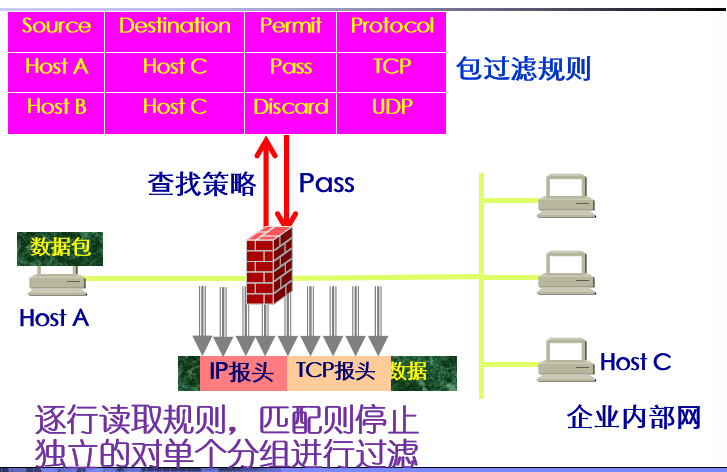 Source Destination Permit Protocol
Host A Host C Pass TCP
Host B Host C Discard UDP
包过滤规则
查找策略
Pass
数据包
Host A
IP报头
TCP报头
数据
Host C
企业内部网
逐行读取规则，匹配则停止
独立的对单个分组进行过滤